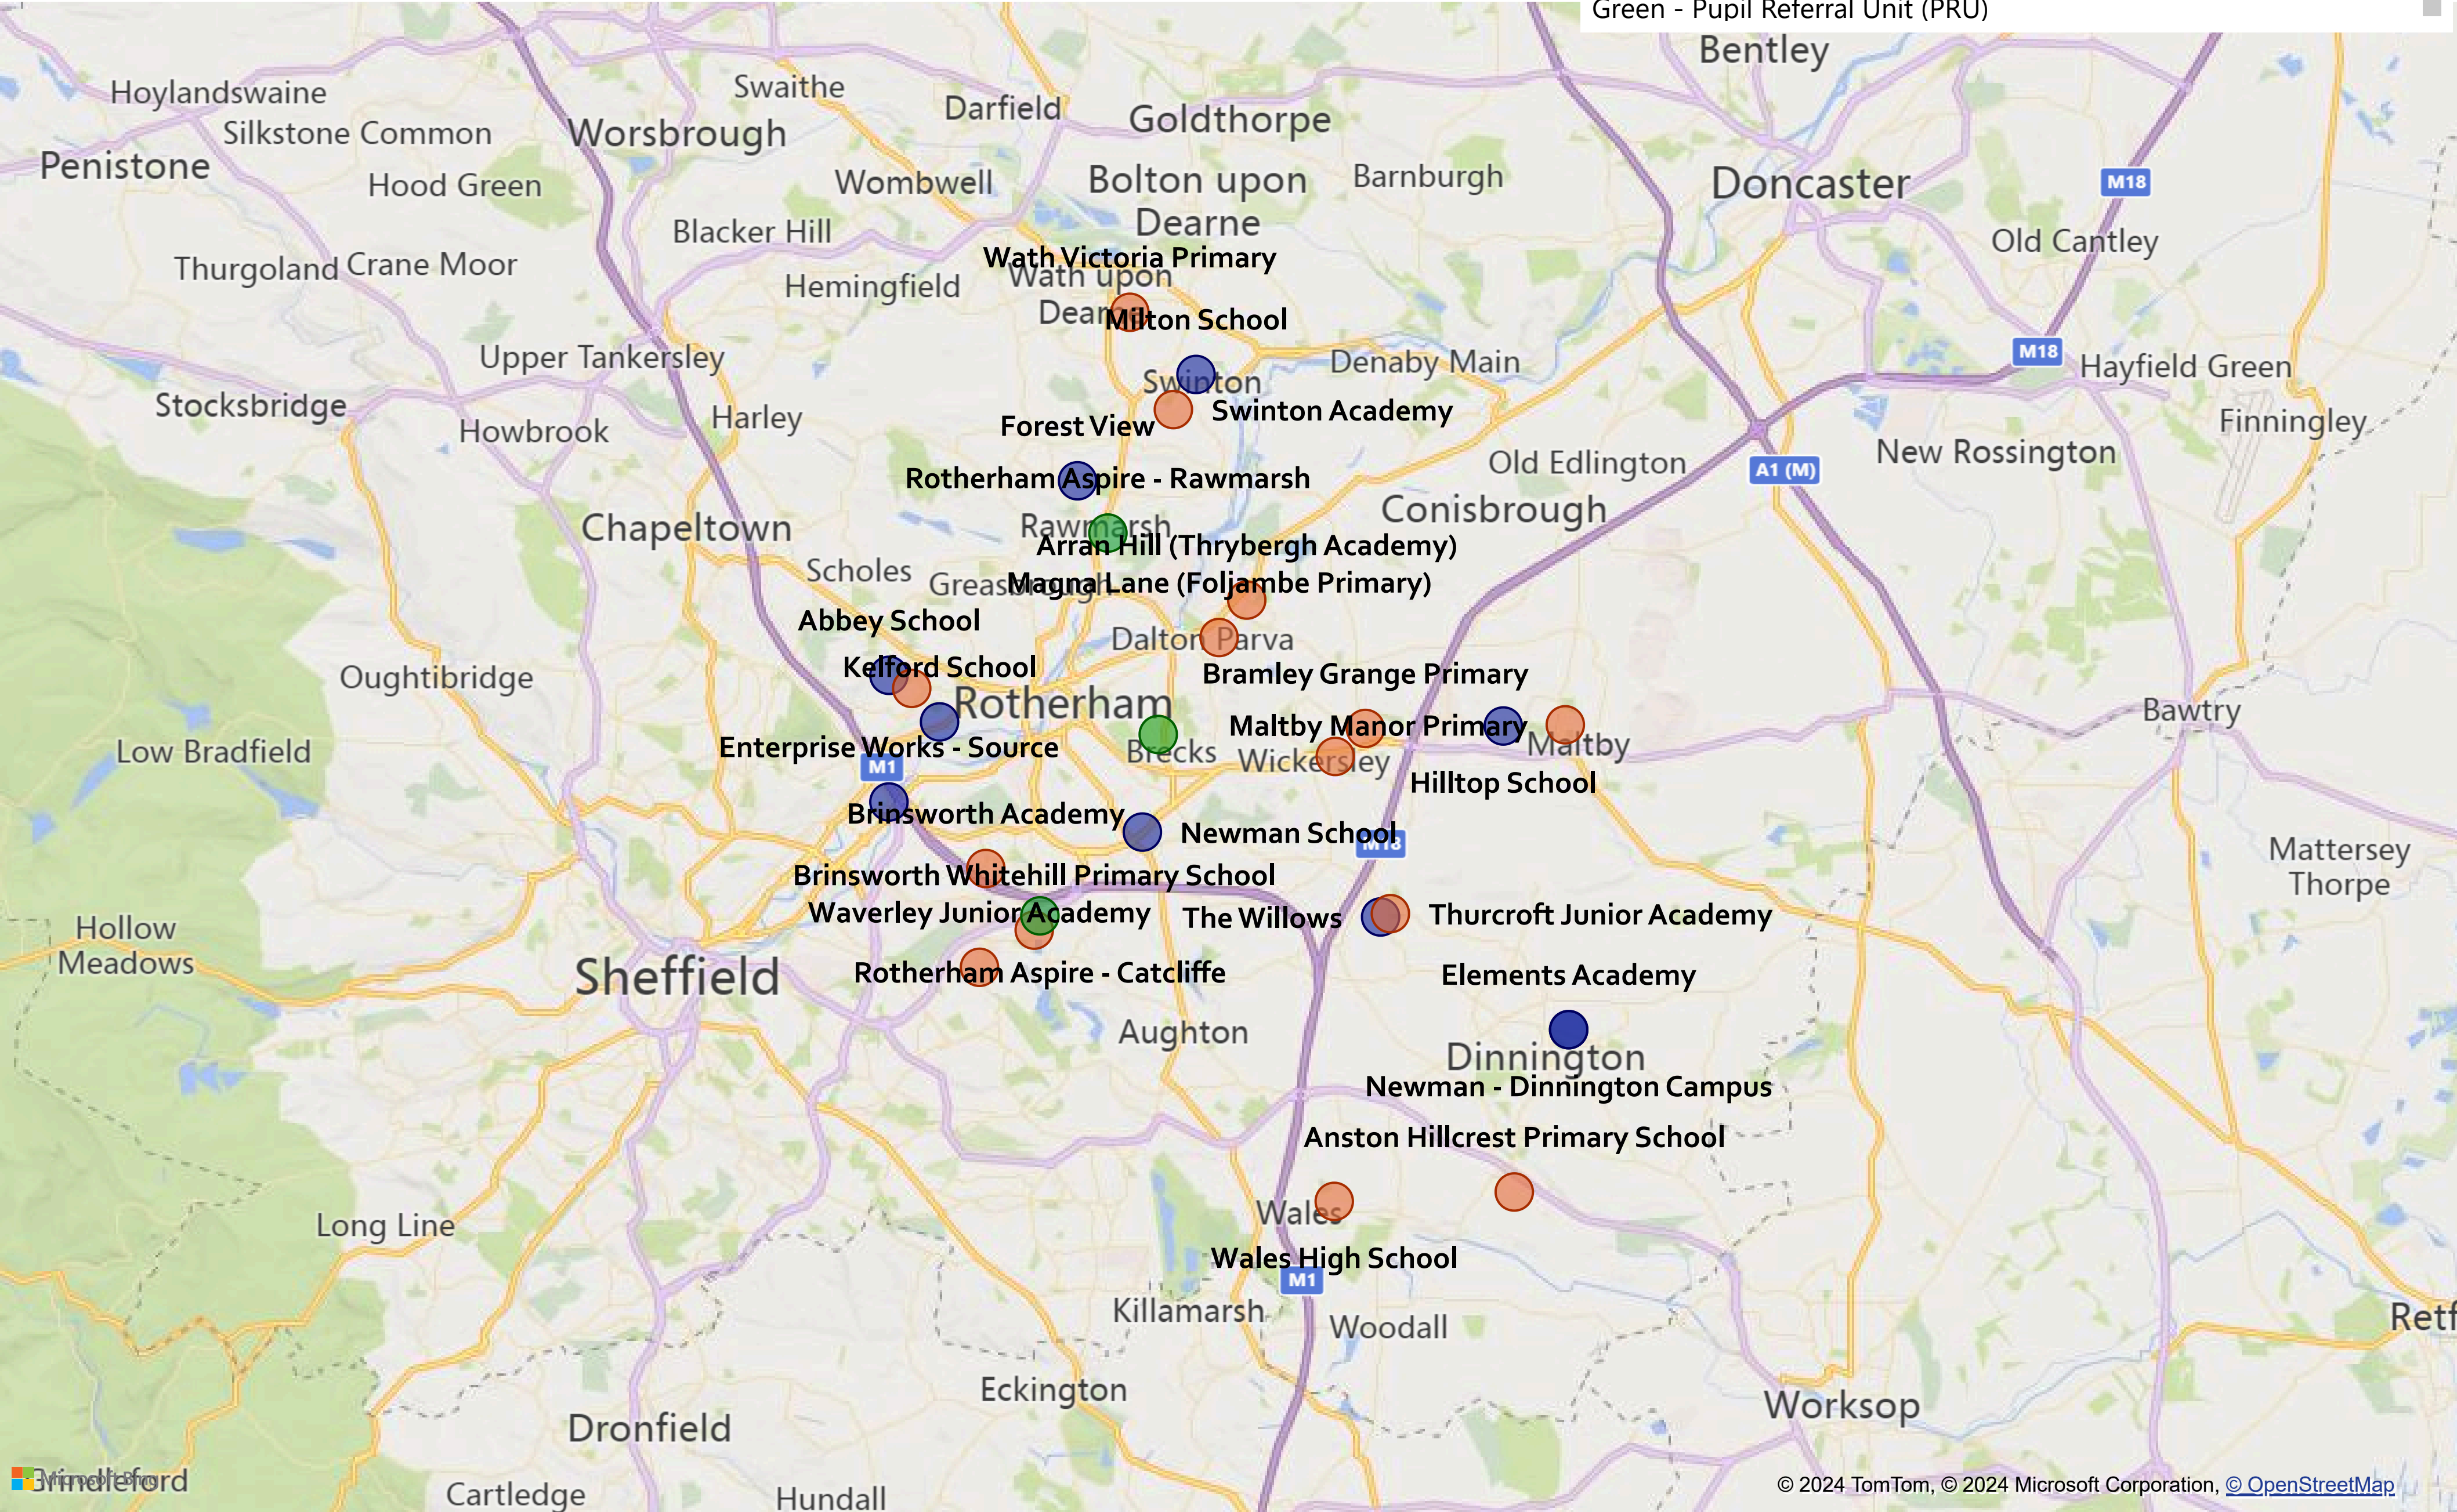 Green - Pupil Referral Unit (PRU)
Bentley
Hoylandswaine
Swaithe
Darfield
Goldthorpe
Silkstone Common
Worsbrough
Penistone
Hood Green
Wombwell
Bolton upon
Dearne
Barnburgh
Doncaster
M18
Blacker Hill
Old Cantley
Thurgoland
Crane Moor
Hemingfield
Wath Victoria Primary
Wath upon
Dearne
Milton School
Upper Tankersley
Denaby Main
M18
Hayfield Green
Swinton
Stocksbridge
Harley
Howbrook
Forest View
Swinton Academy
Finningley
Old Edlington
A1 (M)
New Rossington
Rotherham Aspire - Rawmarsh
Conisbrough
Chapeltown
Rawmarsh
Arran Hill (Thrybergh Academy)
Scholes
Greasbrough
Magna Lane (Foljambe Primary)
Abbey School
Dalton Parva
Oughtibridge
Kelford School
Bramley Grange Primary
Rotherham
Bawtry
Maltby Manor Primary
Maltby
Low Bradfield
Enterprise Works - Source
Brecks
Wickersley
M1
Hilltop School
Brinsworth Academy
Newman School
M18
Mattersey
Thorpe
Brinsworth Whitehill Primary School
Hollow
Meadows
Waverley Junior Academy
The Willows
Thurcroft Junior Academy
Sheffield
Rotherham Aspire - Catcliffe
Elements Academy
Aughton
Dinnington
Newman - Dinnington Campus
Anston Hillcrest Primary School
Long Line
Wales
Wales High School
M1
Killamarsh
Woodall
Retf
Eckington
Worksop
Dronfield
Grindleford
Microsoft Bing
Cartledge
Hundall
© 2024 TomTom, © 2024 Microsoft Corporation, © OpenStreetMap